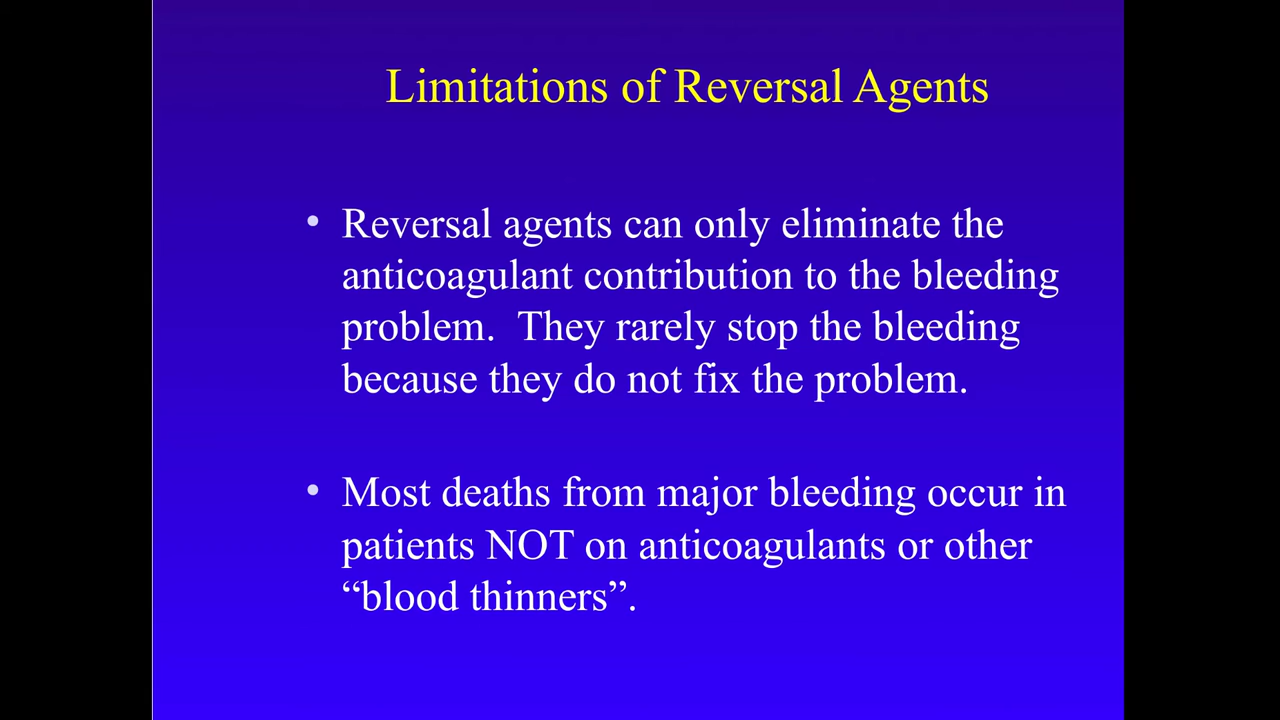 Limitations of Reversal Agents
• Reversal agents can only eliminate the
anticoagulant contribution to the bleeding
problem.  They rarely stop the bleeding
because they do not fix the problem.
• Most deaths from major bleeding occur in
patients NOT on anticoagulants or other
“blood thinners”.